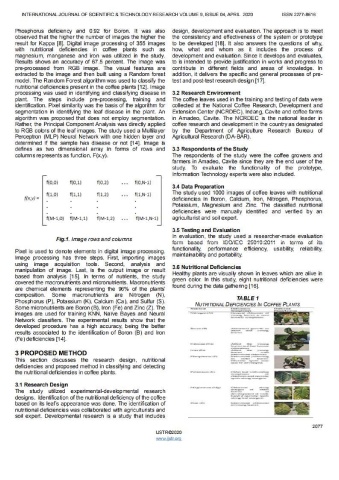 INTERNATIONAL JOURNAL OF SCIENTIFIC & TECHNOLOGY RESEARCH VOLUME 9, ISSUE 04, APRIL 2020
ISSN 2277-8616
Phosphorus deficiency and 0.92 for Boron. It was also
observed that the higher the number of images the higher the
result for Kappa [8]. Digital Image processing of 355 images
with nutritional deficiencies in coffee plants such as
magnesium, manganese and iron was utilized in the study.
Results shows an accuracy of 67.5 percent. The image was
pre-processed from RGB image. The visual features are
extracted to the image and then built using a Random forest
model. The Random Forest algorithm was used to classify the
nutritional deficiencies present in the coffee plants [12]. Image
processing was used in identifying and classifying disease in
plant. The steps include pre-processing, training and
identification. Pixel similarity was the basis of the algorithm for
segmentation in identifying the leaf disease in the plant. An
algorithm was proposed that does not employ segmentation.
Rather, the Principal Component Analysis was directly applied
to RGB colors of the leaf images. The study used a Multilayer
Perceptron (MLP) Neural Network with one hidden layer and
determined if the sample has disease or not [14]. Image is
defines as two dimensional array in forms of rows and
columns represents as function, F(x,y).
f(0,0) f(0,1) f(0,2) ... f(0,N-1)
f(1,0) f(1,1) f(1,2) ... f(1,N-1)
f(x,y) =
f(M-1,0) f(M-1,1) f(M-1,2) ... f(M-1,N-1)
Fig.1. Image rows and columns
Pixel is used to denote elements in digital image processing.
Image processing has three steps. First, importing images
using image acquisition tools. Second, analysis and
manipulation of image. Last, is the output image or result
based from analysis [15]. In terms of nutrients, the study
covered the macronutrients and micronutrients. Macronutrients
are chemical elements representing the 90% of the plants'
composition. Some macronutrients are Nitrogen (N),
Phosphorus (P), Potassium (K), Calcium (Ca), and Sulfur (S).
Some micronutrients are Boron (B), Iron (Fe) and Zinc (Z). The
images are used for training KNN, Naive Bayes and Neural
Network classifiers. The experimental results show that the
developed procedure has a high accuracy, being the better
results associated to the identification of Boron (B) and Iron
(Fe) deficiencies [14].
3 PROPOSED METHOD
This section discusses the research design, nutritional
deficiencies and proposed method in classifying and detecting
the nutritional deficiencies in coffee plants.
3.1 Research Design
The study utilized experimental-developmental research
designs. Identification of the nutritional deficiency of the coffee
based on its leaf's appearance was done. The identification of
nutritional deficiencies was collaborated with agriculturists and
soil expert. Developmental research is a study that includes
design, development and evaluation. The approach is to meet
the consistency and effectiveness of the system or prototype
to be developed [16]. It also answers the questions of why,
how, what and whom as it includes the process of
development and evaluation. Since it develops and evaluates,
to is intended to provide justification in works and progress to
contribute in different fields and areas of knowledge. In
addition, it delivers the specific and general processes of pre-
test and post-test research design [17].
3.2 Research Environment
The coffee leaves used in the training and testing of data were
collected at the National Coffee Research, Development and
Extension Center (NCRDEC), Indang, Cavite and coffee farms
in Amadeo, Cavite. The NCRDEC is the national leader in
coffee research and development in the country as designated
by the Department of Agriculture Research Bureau of
Agricultural Research (DA-BAR).
3.3 Respondents of the Study
The respondents of the study were the coffee growers and
farmers in Amadeo, Cavite since they are the end user of the
study. To evaluate the functionality of the prototype,
Information Technology experts were also included.
3.4 Data Preparation
The study used 1000 images of coffee leaves with nutritional
deficiencies in Boron, Calcium, Iron, Nitrogen, Phosphorus,
Potassium, Magnesium and Zinc. The classified nutritional
deficiencies were manually identified and verified by an
agriculturist and soil expert.
3.5 Testing and Evaluation
In evaluation, the study used a researcher-made evaluation
form based from ISO/IEC 25010:2011 in terms of its
functionality, performance efficiency, usability, reliability,
maintainability and portability.
3.6 Nutritional Deficiencies
Healthy plants are visually shown in leaves which are alive in
green color. In this study, eight nutritional deficiencies were
found during the data gathering [18].
TABLE 1
NUTRITIONAL DEFICIENCIES IN COFFEE PLANTS
2077
IJSTR©2020
www.ijstr.org